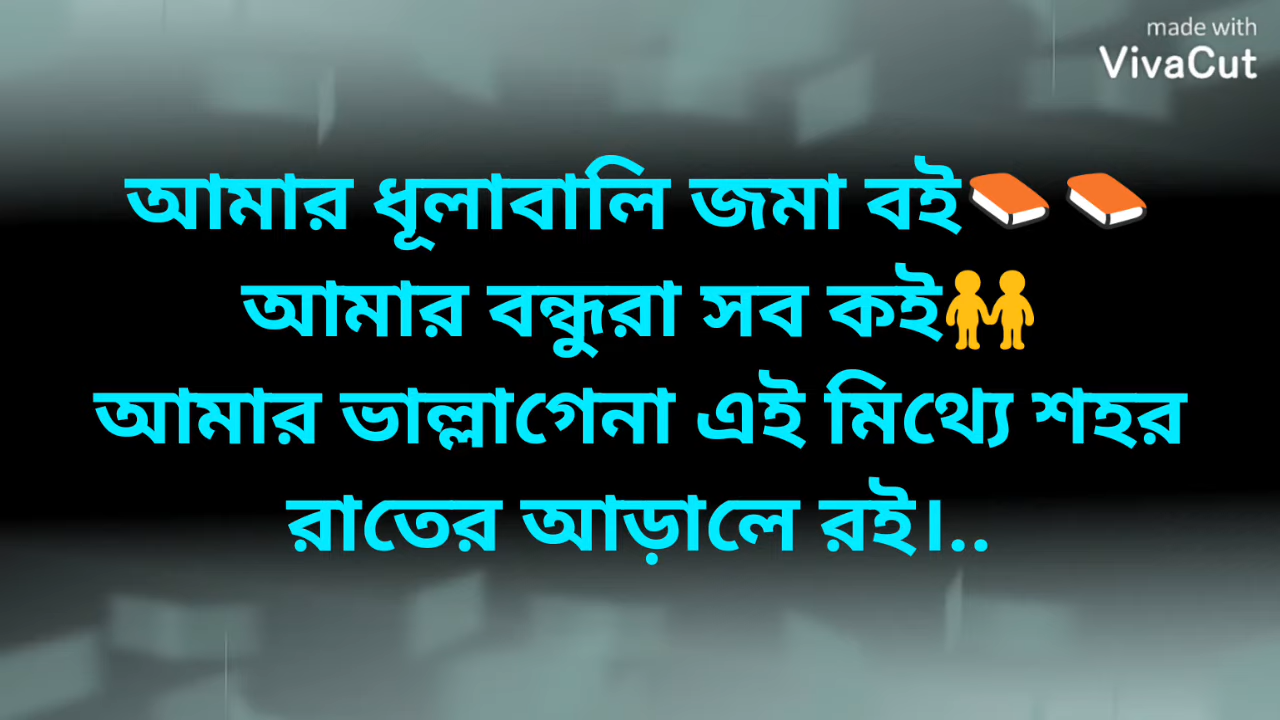 made with
VivaCut
আমার ধূলাবালি জমা বই
আমার বন্ধুরা সব কই
আমার ভাল্লাগেনা এই মিথ্যে শহর
রাতের আড়ালে রই।..